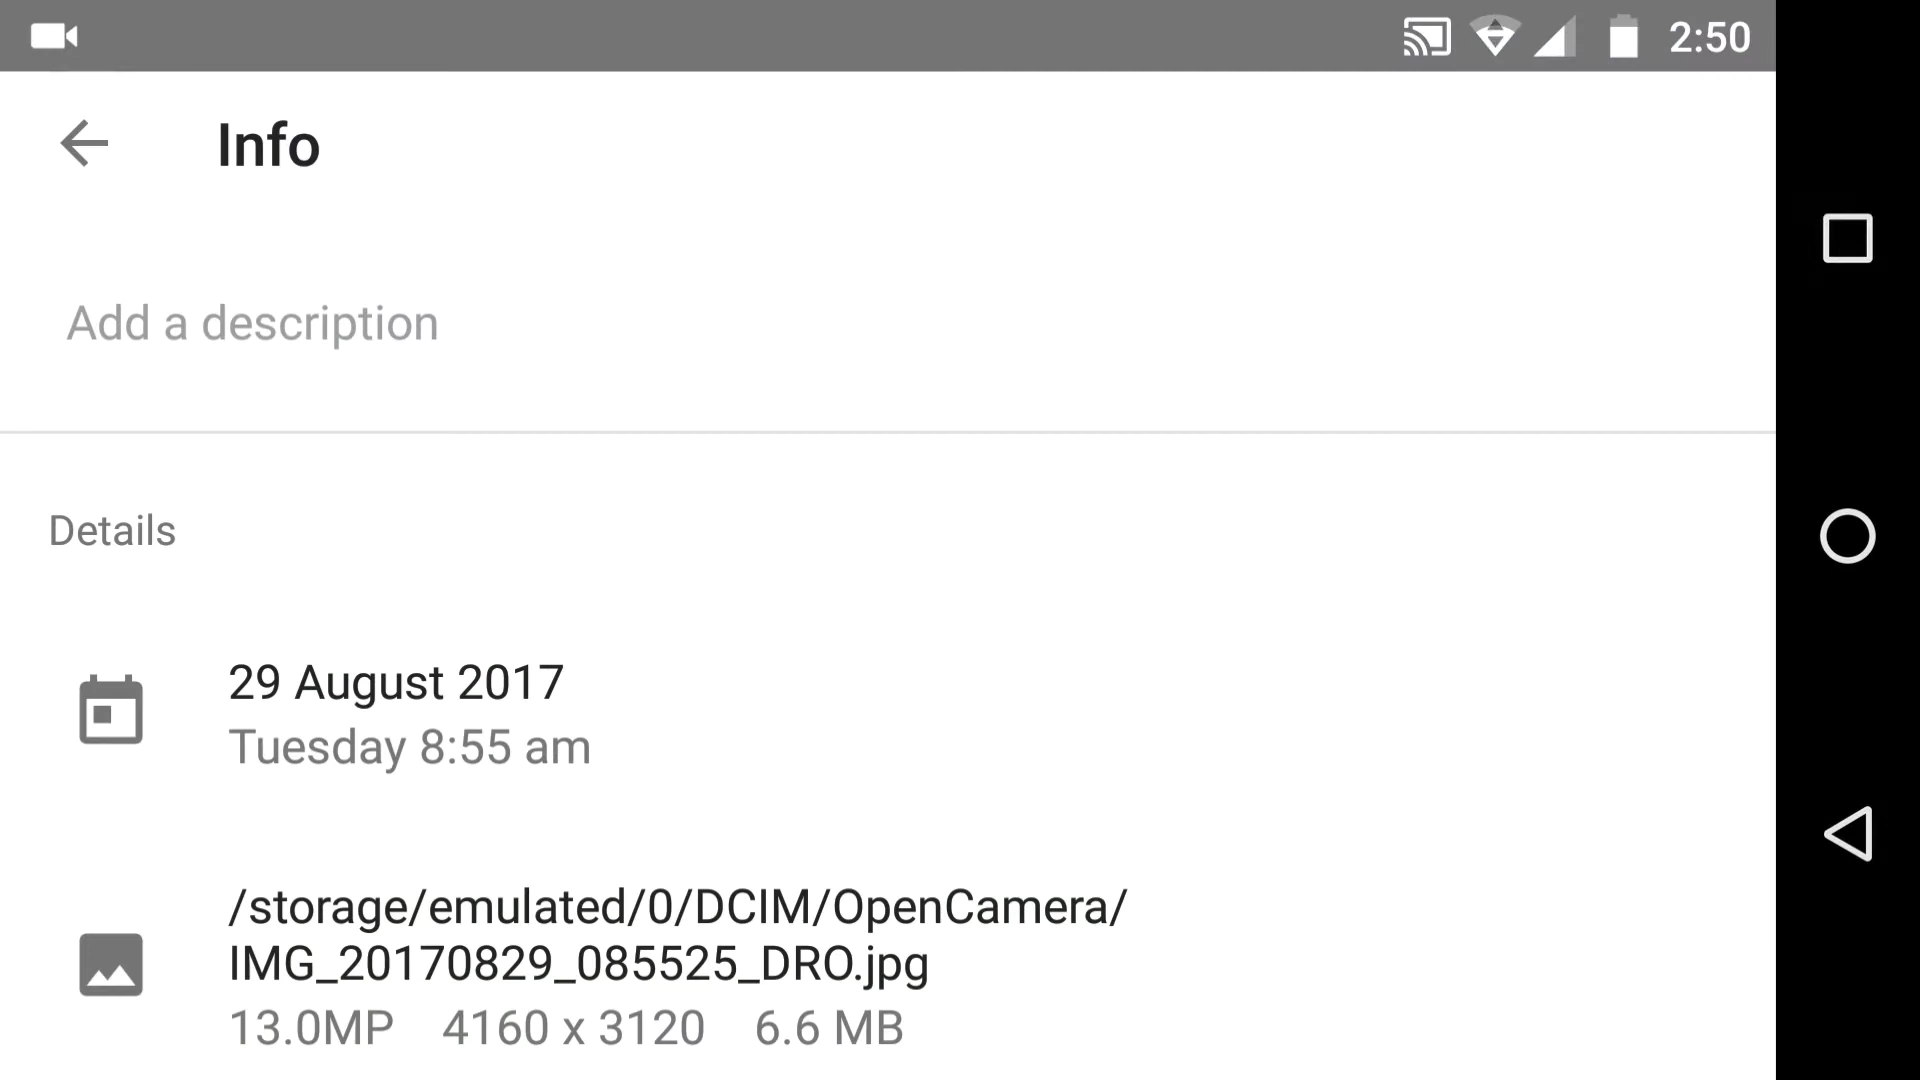 2:50
Info
Add a description
Details
29 August 2017
Tuesday 8:55 am
/storage/emulated/0/DCIM/OpenCamera/
IMG_20170829_085525_DRO.jpg
13.0MP 4160 x 3120 6.6 MB